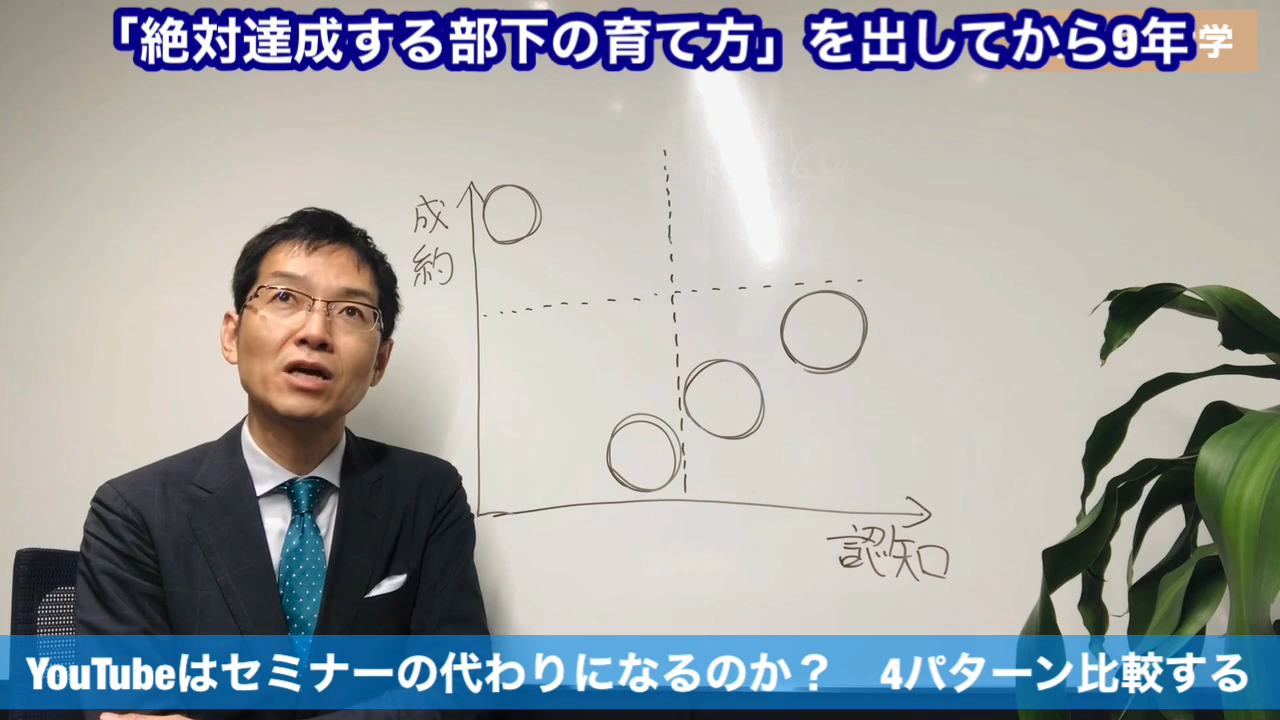 「絶対達成する部下の育て方」を出してから9年
学
成約
認知
YouTubeはセミナーの代わりになるのか？　4パターン比較する